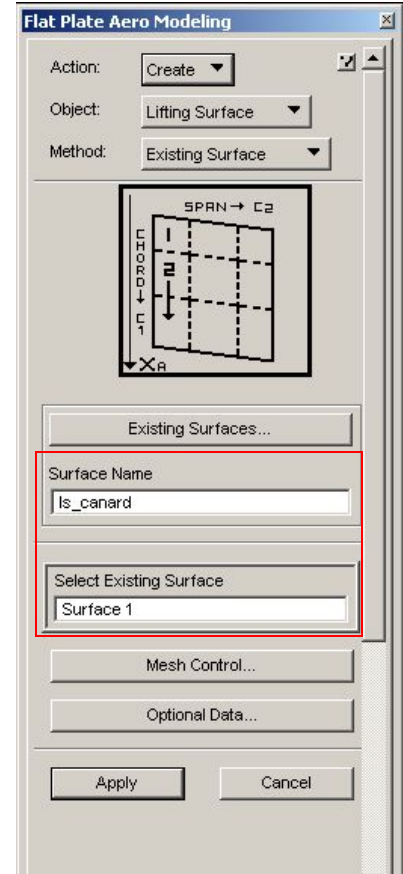 Flat Plate Aero Modeling
Action: Create
Object: Lifting Surface
Method: Existing Surface
SPAN→ C2
CHORD→ C1
1
2
XA
Existing Surfaces...
Surface Name
ls_canard
Select Existing Surface
Surface 1
Mesh Control...
Optional Data...
Apply Cancel